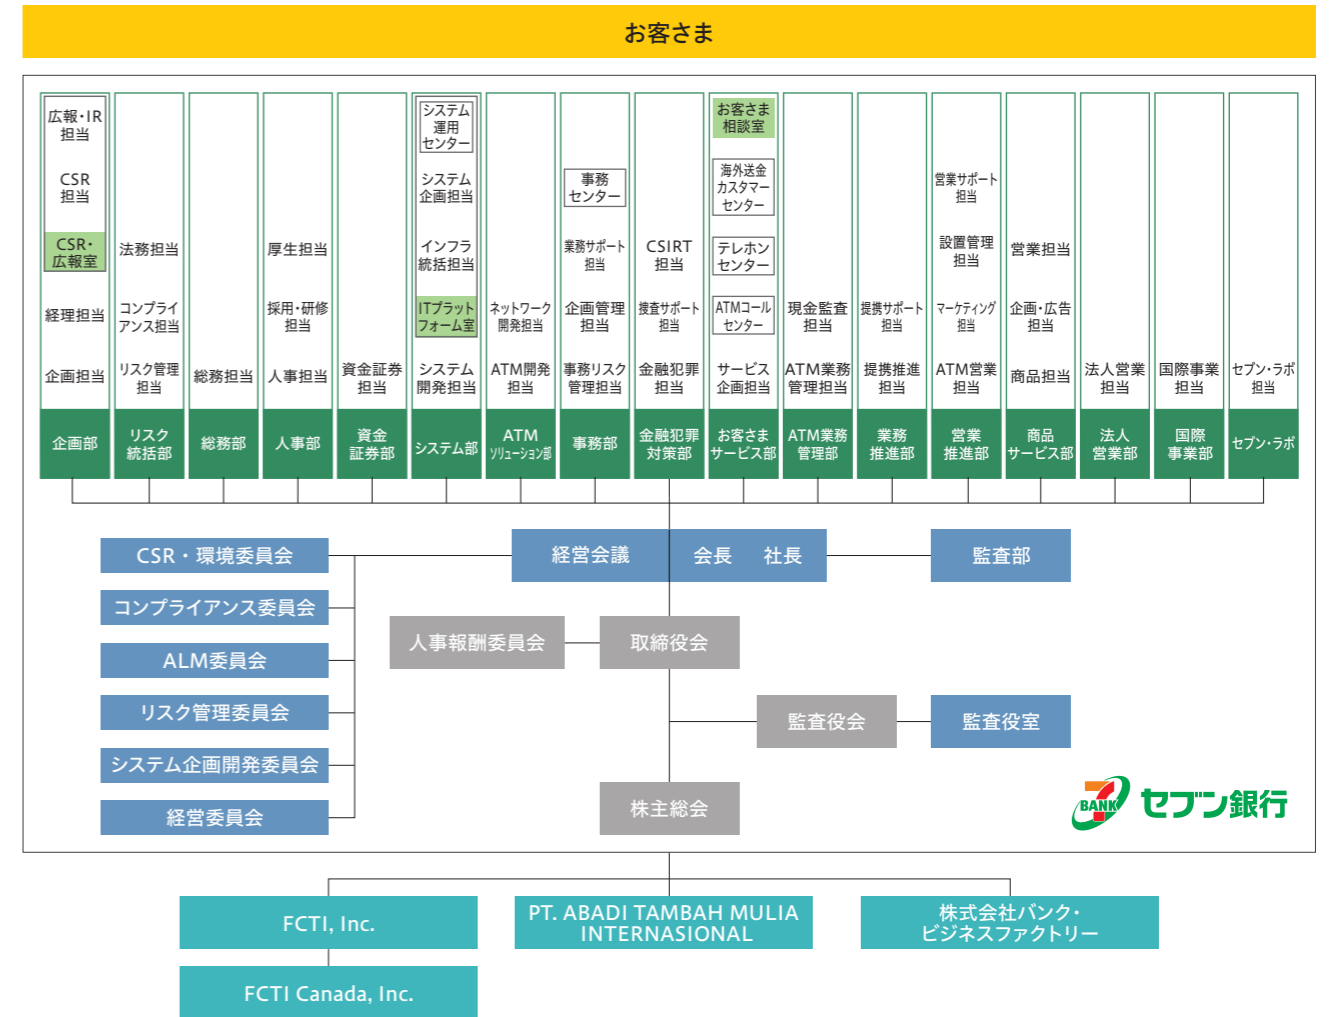 お客さま
広報・IR
担当
CSR
担当
CSR・
広報室
経理担当
企画担当
企画部
法務担当
コンプライ
アンス担当
リスク管理
担当
リスク
統括部
総務担当
総務部
厚生担当
採用・研修
担当
人事担当
人事部
資金証券
担当
資金
証券部
システム
運用
センター
システム
企画担当
インフラ
統括担当
ITプラット
フォーム室
システム
開発担当
システム部
ネットワーク
開発担当
ATM開発
担当
ATM
ソリューション部
事務
センター
業務サポート
担当
企画管理
担当
事務リスク
管理担当
事務部
CSIRT
担当
捜査サポート
担当
金融犯罪
担当
金融犯罪
対策部
お客さま
相談室
海外送金
カスタマー
センター
テレホン
センター
ATMコール
センター
サービス
企画担当
お客さま
サービス部
現金監査
担当
ATM業務
管理担当
ATM業務
管理部
提携サポート
担当
提携推進
担当
業務
推進部
営業サポート
担当
設置管理
担当
マーケティング
担当
ATM営業
担当
営業
推進部
営業担当
企画・広告
担当
商品担当
商品
サービス部
法人営業
担当
法人
営業部
国際事業
担当
国際
事業部
セブン・ラボ
担当
セブン・ラボ
CSR・環境委員会
経営会議
会長 社長
監査部
コンプライアンス委員会
人事報酬委員会
取締役会
ALM委員会
リスク管理委員会
監査役会
監査役室
システム企画開発委員会
経営委員会
株主総会
7
BANK
セブン銀行
FCTI, Inc.
PT. ABADI TAMBAH MULIA
INTERNASIONAL
株式会社バンク・
ビジネスファクトリー
FCTI Canada, Inc.